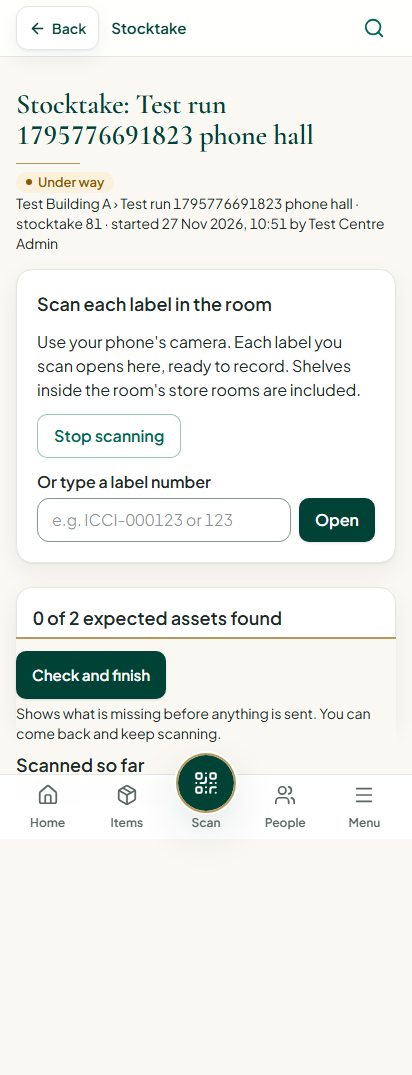 Back
Stocktake
Stocktake: Test run
1795776691823 phone hall
Under way
Test Building A › Test run 1795776691823 phone hall ·
stocktake 81 · started 27 Nov 2026, 10:51 by Test Centre
Admin
Scan each label in the room
Use your phone's camera. Each label you
scan opens here, ready to record. Shelves
inside the room's store rooms are included.
Stop scanning
Or type a label number
e.g. ICCI-000123 or 123
Open
0 of 2 expected assets found
Check and finish
Shows what is missing before anything is sent. You can
come back and keep scanning.
Scanned so far
Home
Items
Scan
People
Menu